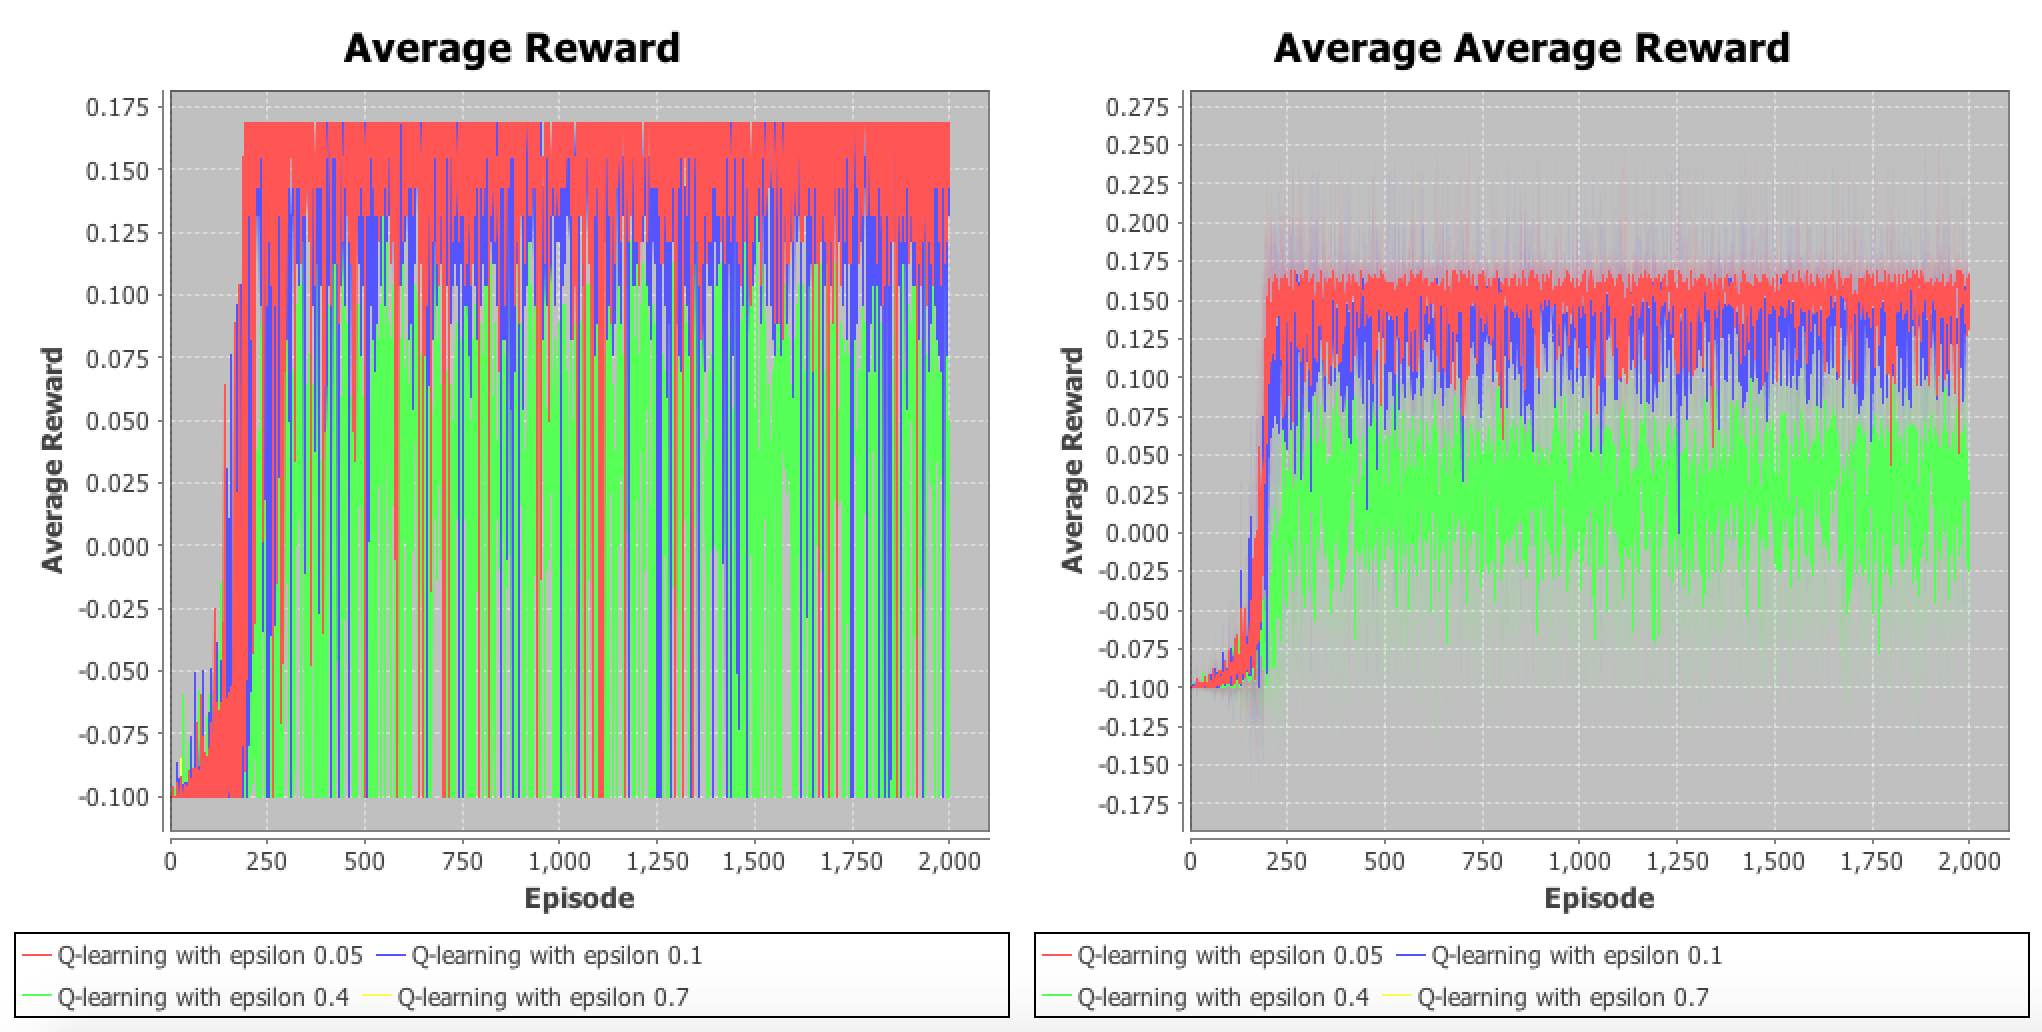 Average Reward
0.175
0.150
0.125
0.100
0.075
0.050
0.025
0.000
-0.025
-0.050
-0.075
-0.100
Average Reward
0 250 500 750 1,000 1,250 1,500 1,750 2,000
Episode
Q-learning with epsilon 0.05 Q-learning with epsilon 0.1
Q-learning with epsilon 0.4 Q-learning with epsilon 0.7
Average Average Reward
0.275
0.250
0.225
0.200
0.175
0.150
0.125
0.100
0.075
0.050
0.025
0.000
-0.025
-0.050
-0.075
-0.100
-0.125
-0.150
-0.175
Average Reward
0 250 500 750 1,000 1,250 1,500 1,750 2,000
Episode
Q-learning with epsilon 0.05 Q-learning with epsilon 0.1
Q-learning with epsilon 0.4 Q-learning with epsilon 0.7